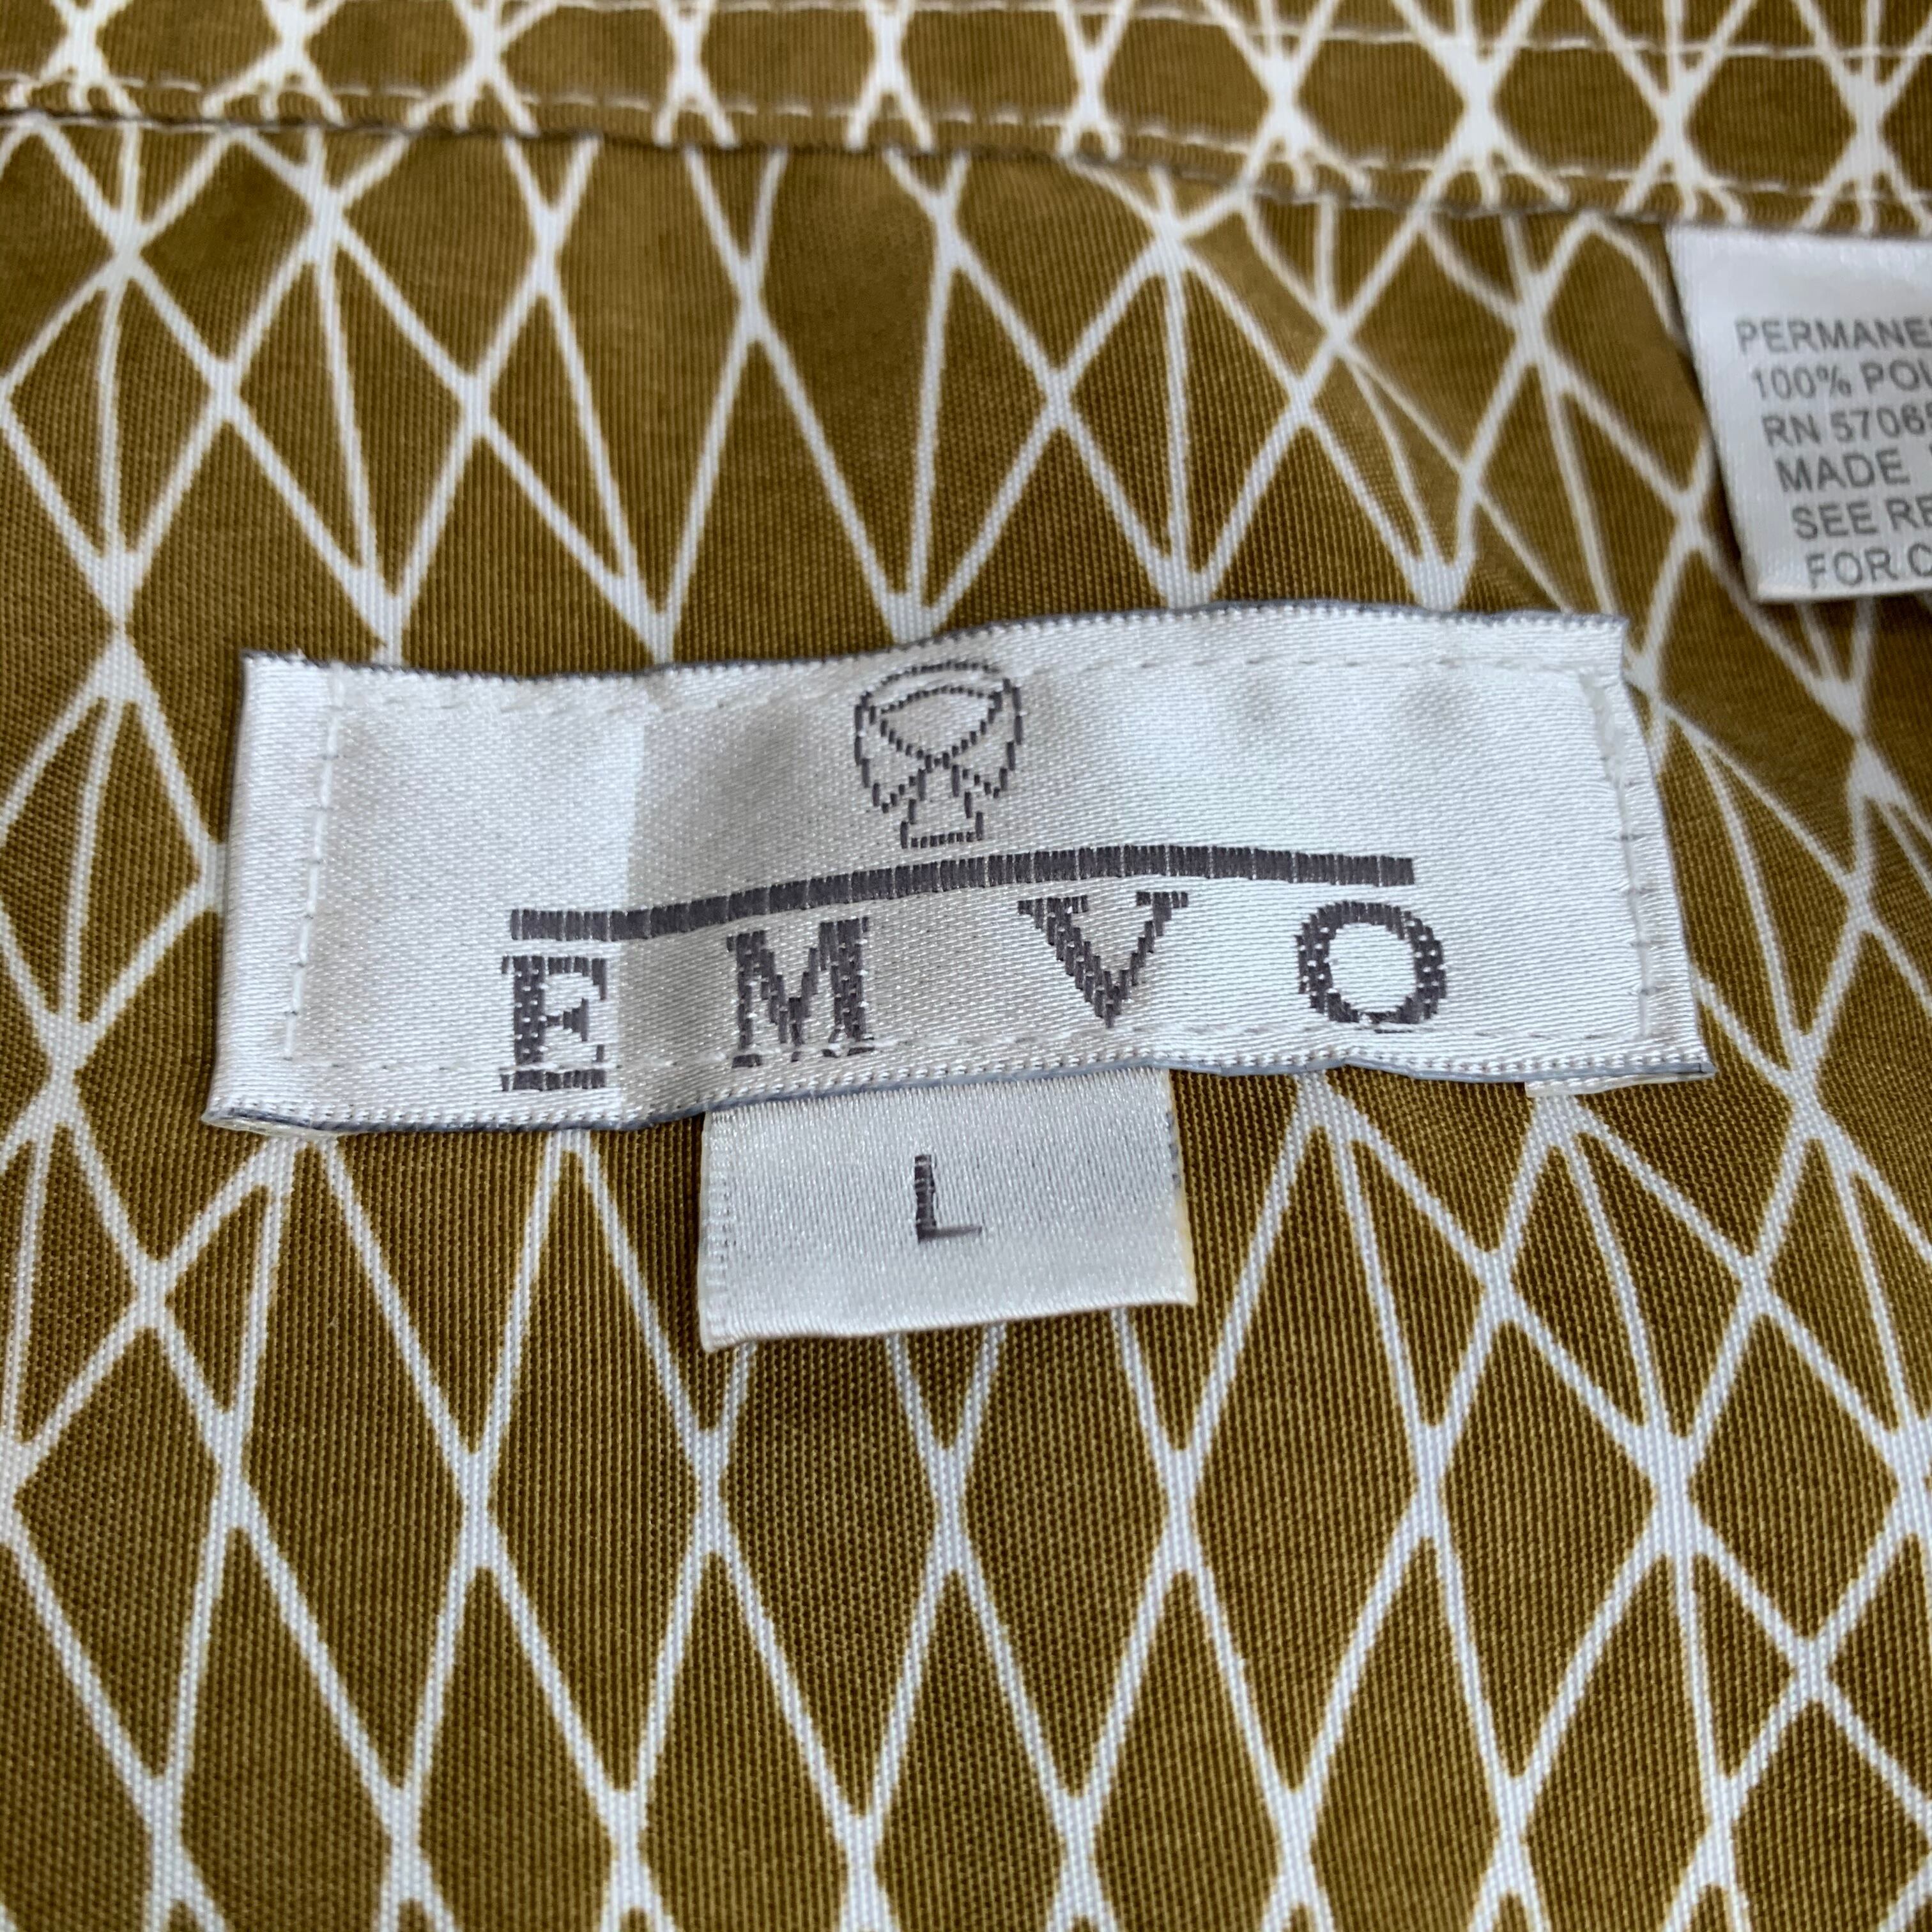 PERMANE
100% POL
RN 5706
MADE
SEE RE
FOR C
EMVO
L